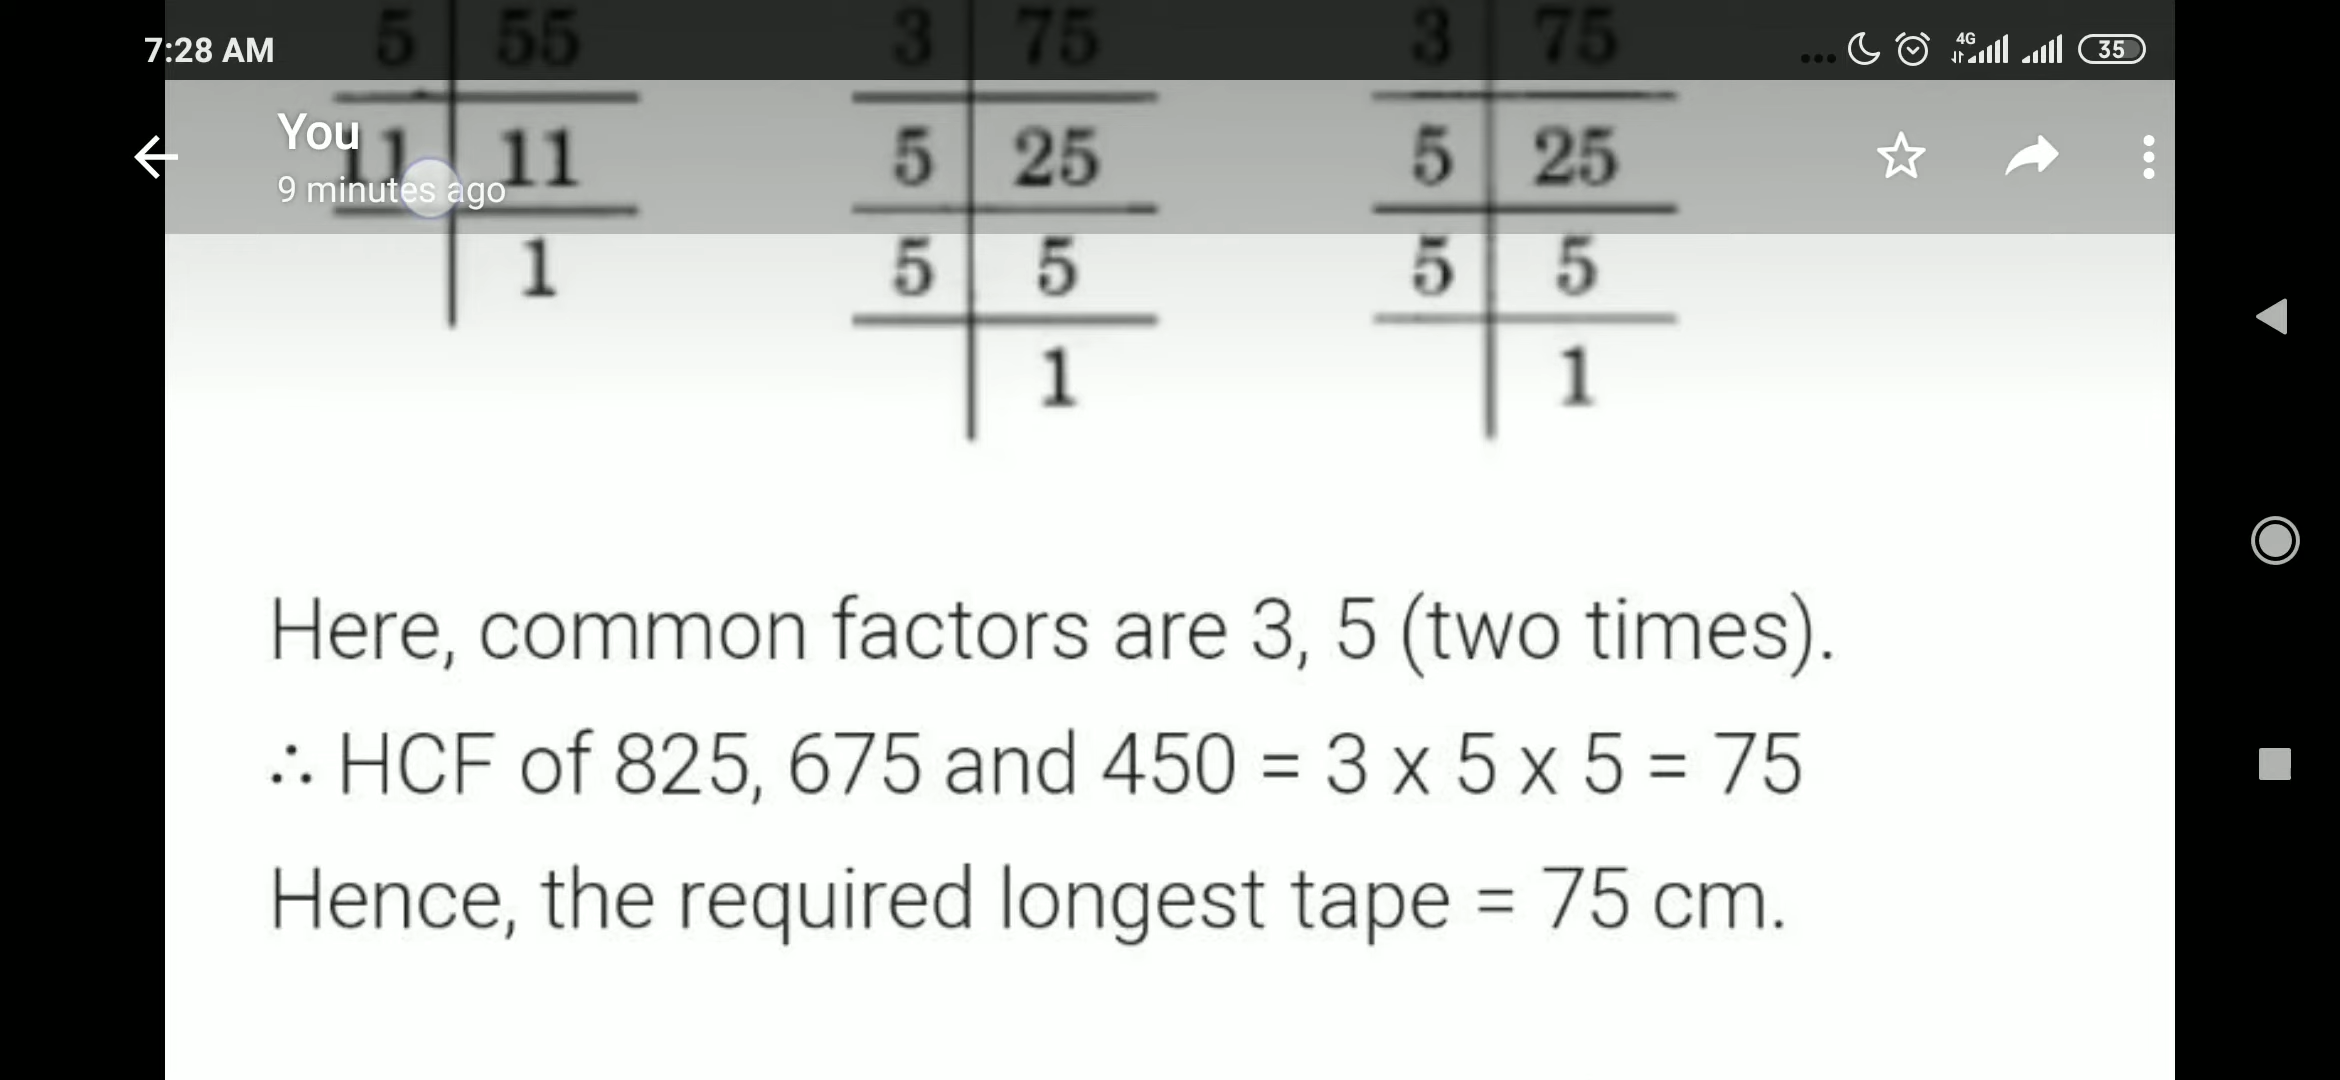 5 55 3 75 3 75
7:28 AM 4G 35
You
11 11 5 25 5 25
9 minutes ago
1 5 5 5 5
1 1
Here, common factors are 3, 5 (two times).
∴ HCF of 825, 675 and 450 = 3 x 5 x 5 = 75
Hence, the required longest tape = 75 cm.